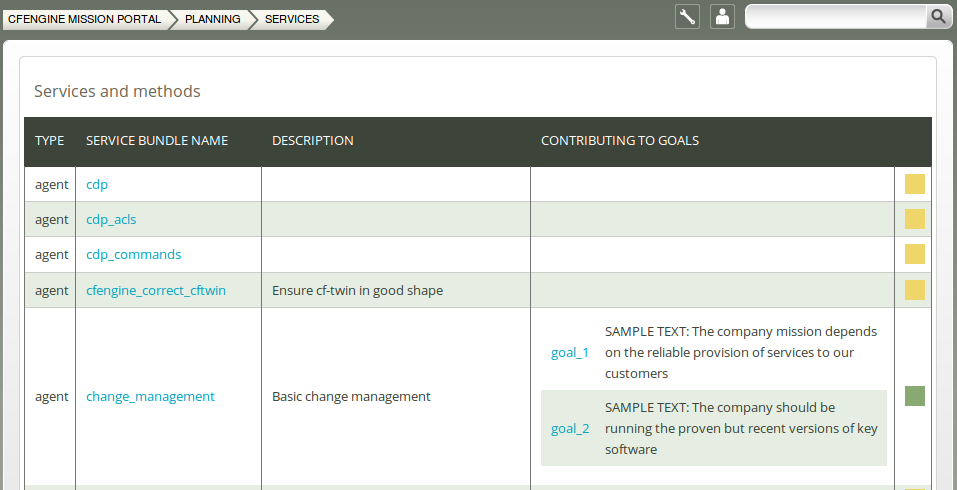 CFENGINE MISSION PORTAL PLANNING SERVICES
Services and methods
TYPE SERVICE BUNDLE NAME DESCRIPTION CONTRIBUTING TO GOALS
agent cdp
agent cdp_acls
agent cdp_commands
agent cfengine_correct_cftwin Ensure cf-twin in good shape
agent change_management Basic change management
goal_1 SAMPLE TEXT: The company mission depends
on the reliable provision of services to our
customers
goal_2 SAMPLE TEXT: The company should be
running the proven but recent versions of key
software